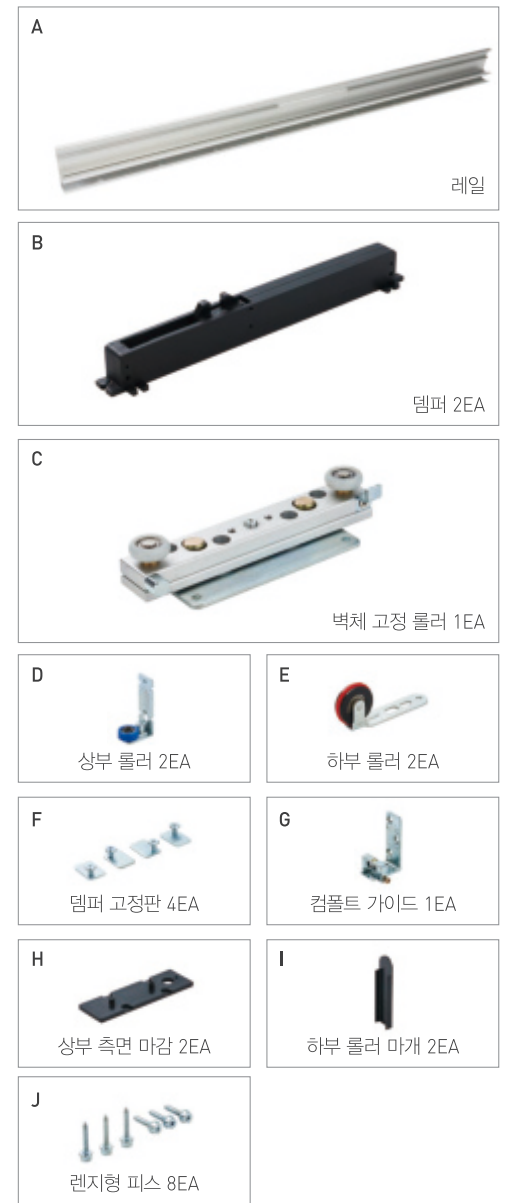 A
레일
B
뎀퍼 2EA
C
벽체 고정 롤러 1EA
D
상부 롤러 2EA
E
하부 롤러 2EA
F
뎀퍼 고정판 4EA
G
컴폴트 가이드 1EA
H
상부 측면 마감 2EA
I
하부 롤러 마개 2EA
J
렌지형 피스 8EA